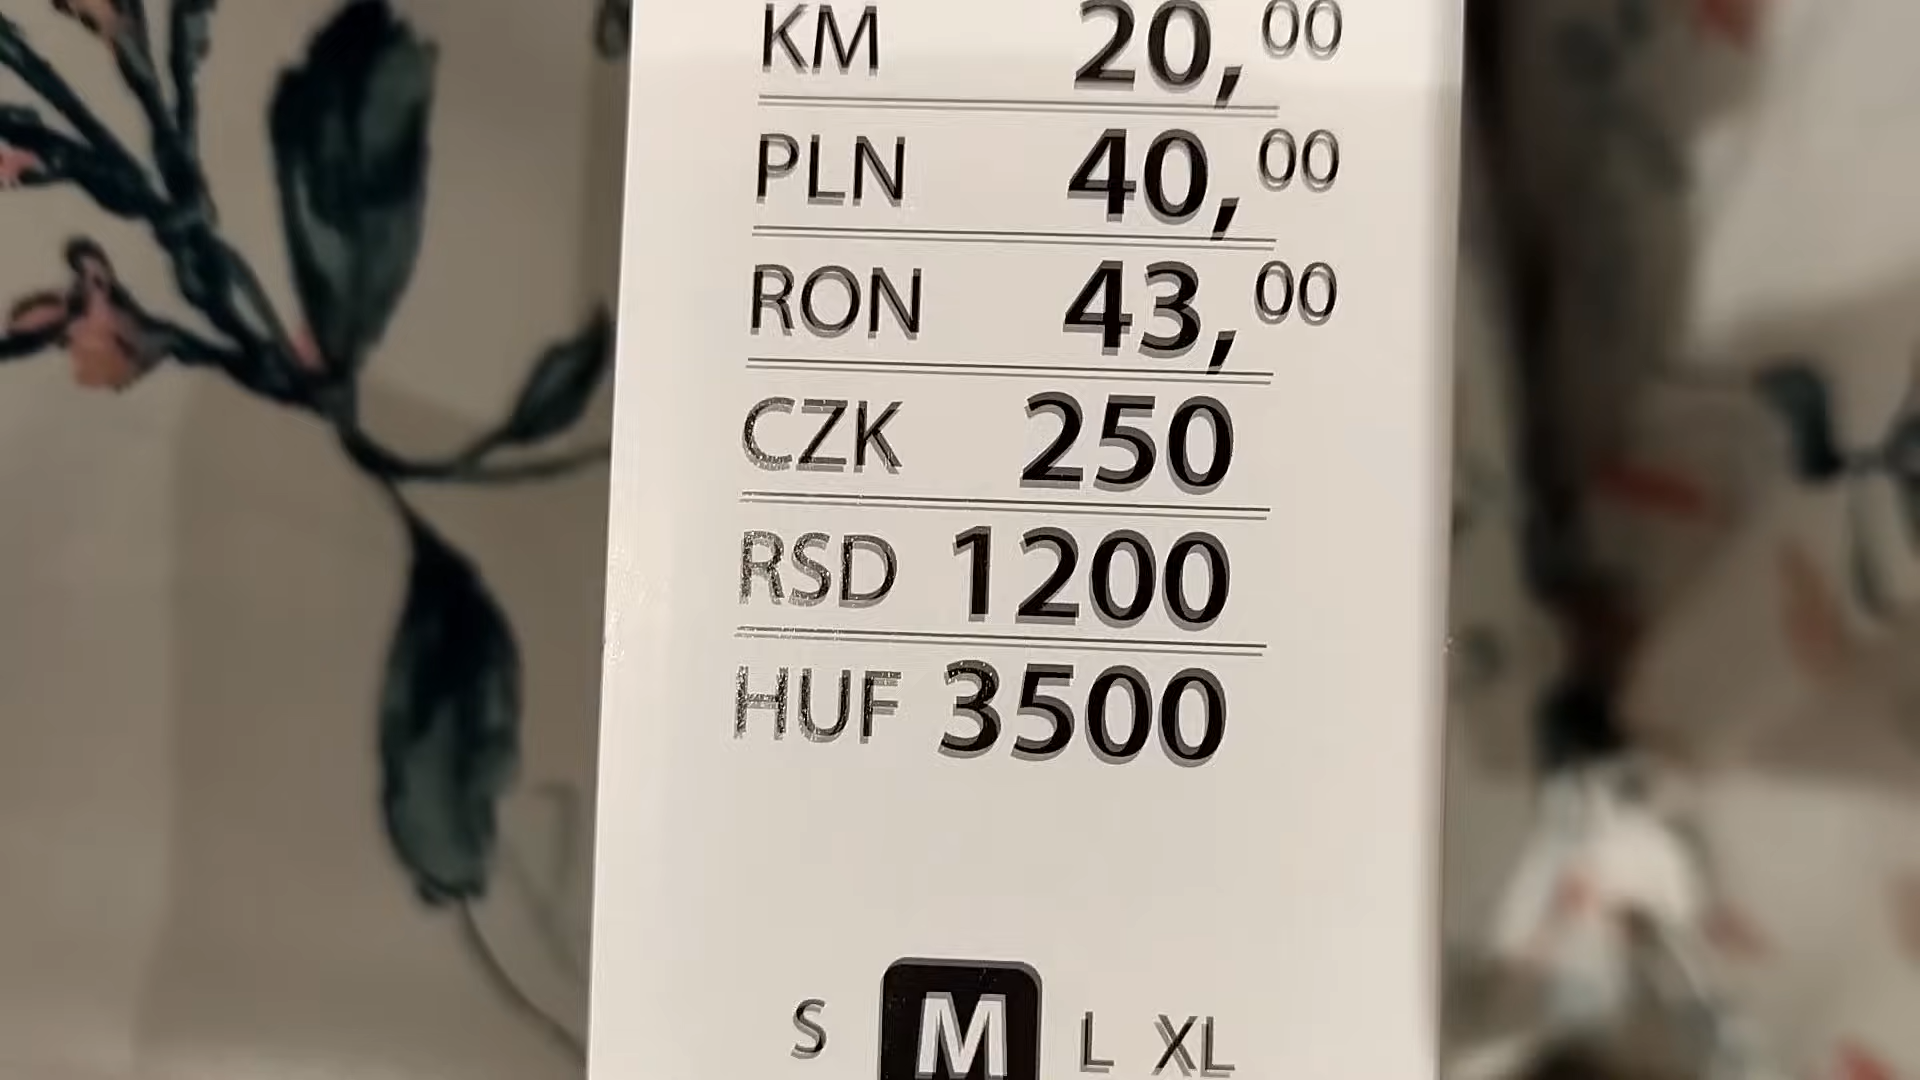 KM 20,00
PLN 40,00
RON 43,00
CZK 250
RSD 1200
HUF 3500
S M L XL